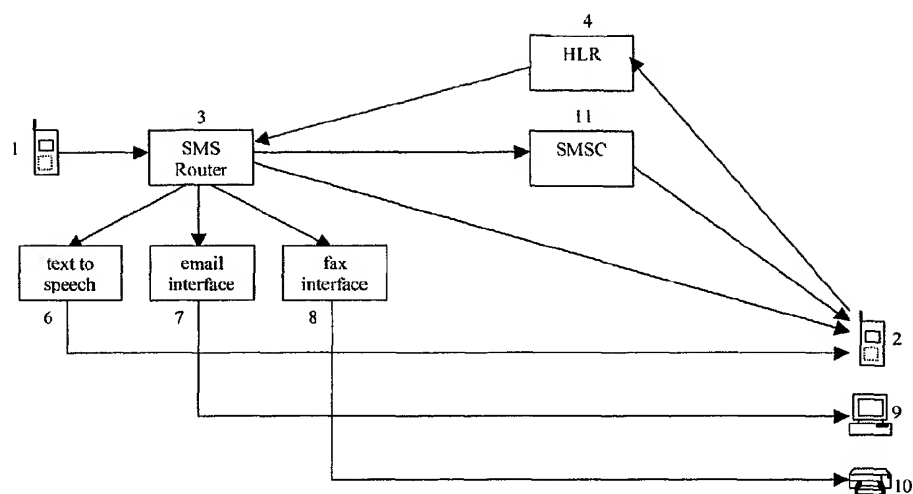 4
HLR
3
11
1
SMS
Router
SMSC
text to
speech
email
interface
fax
interface
6
7
8
2
9
10